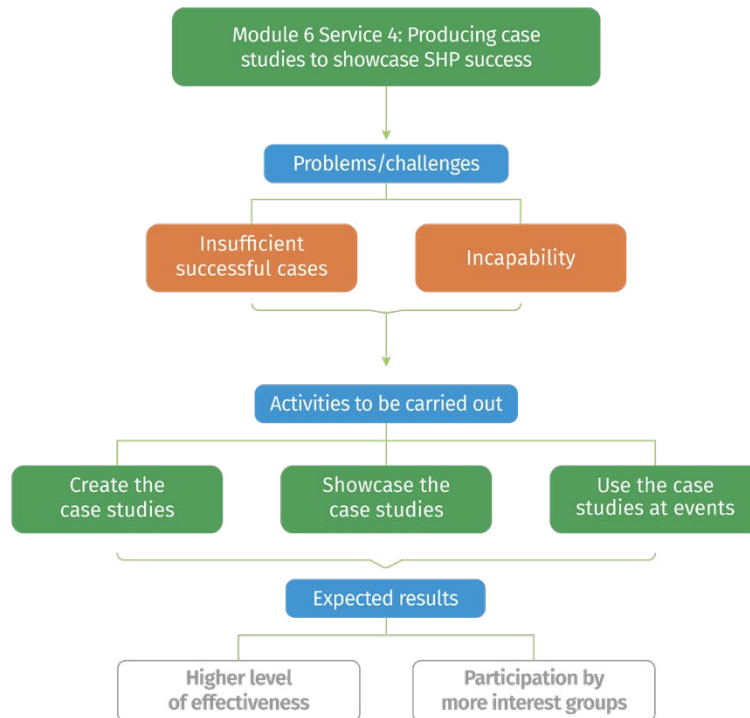 Module 6 Service 4: Producing case
studies to showcase SHP success
Problems/challenges
Insufficient
successful cases
Incapability
Activities to be carried out
Create the
case studies
Showcase the
case studies
Use the case
studies at events
Expected results
Higher level
of effectiveness
Participation by
more interest groups